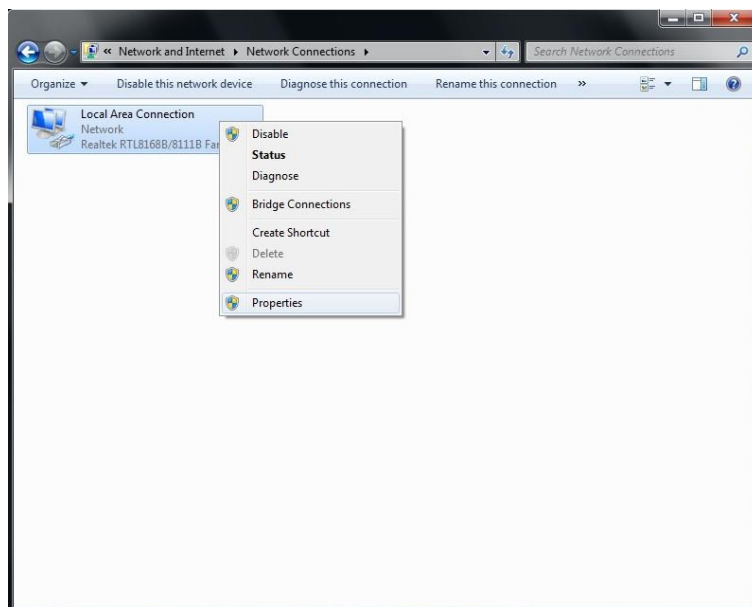 « Network and Internet ▸ Network Connections ▸
Search Network Connections
Organize Disable this network device Diagnose this connection Rename this connection »
Local Area Connection
Network
Realtek RTL8168B/8111B
Disable
Status
Diagnose
Bridge Connections
Create Shortcut
Delete
Rename
Properties